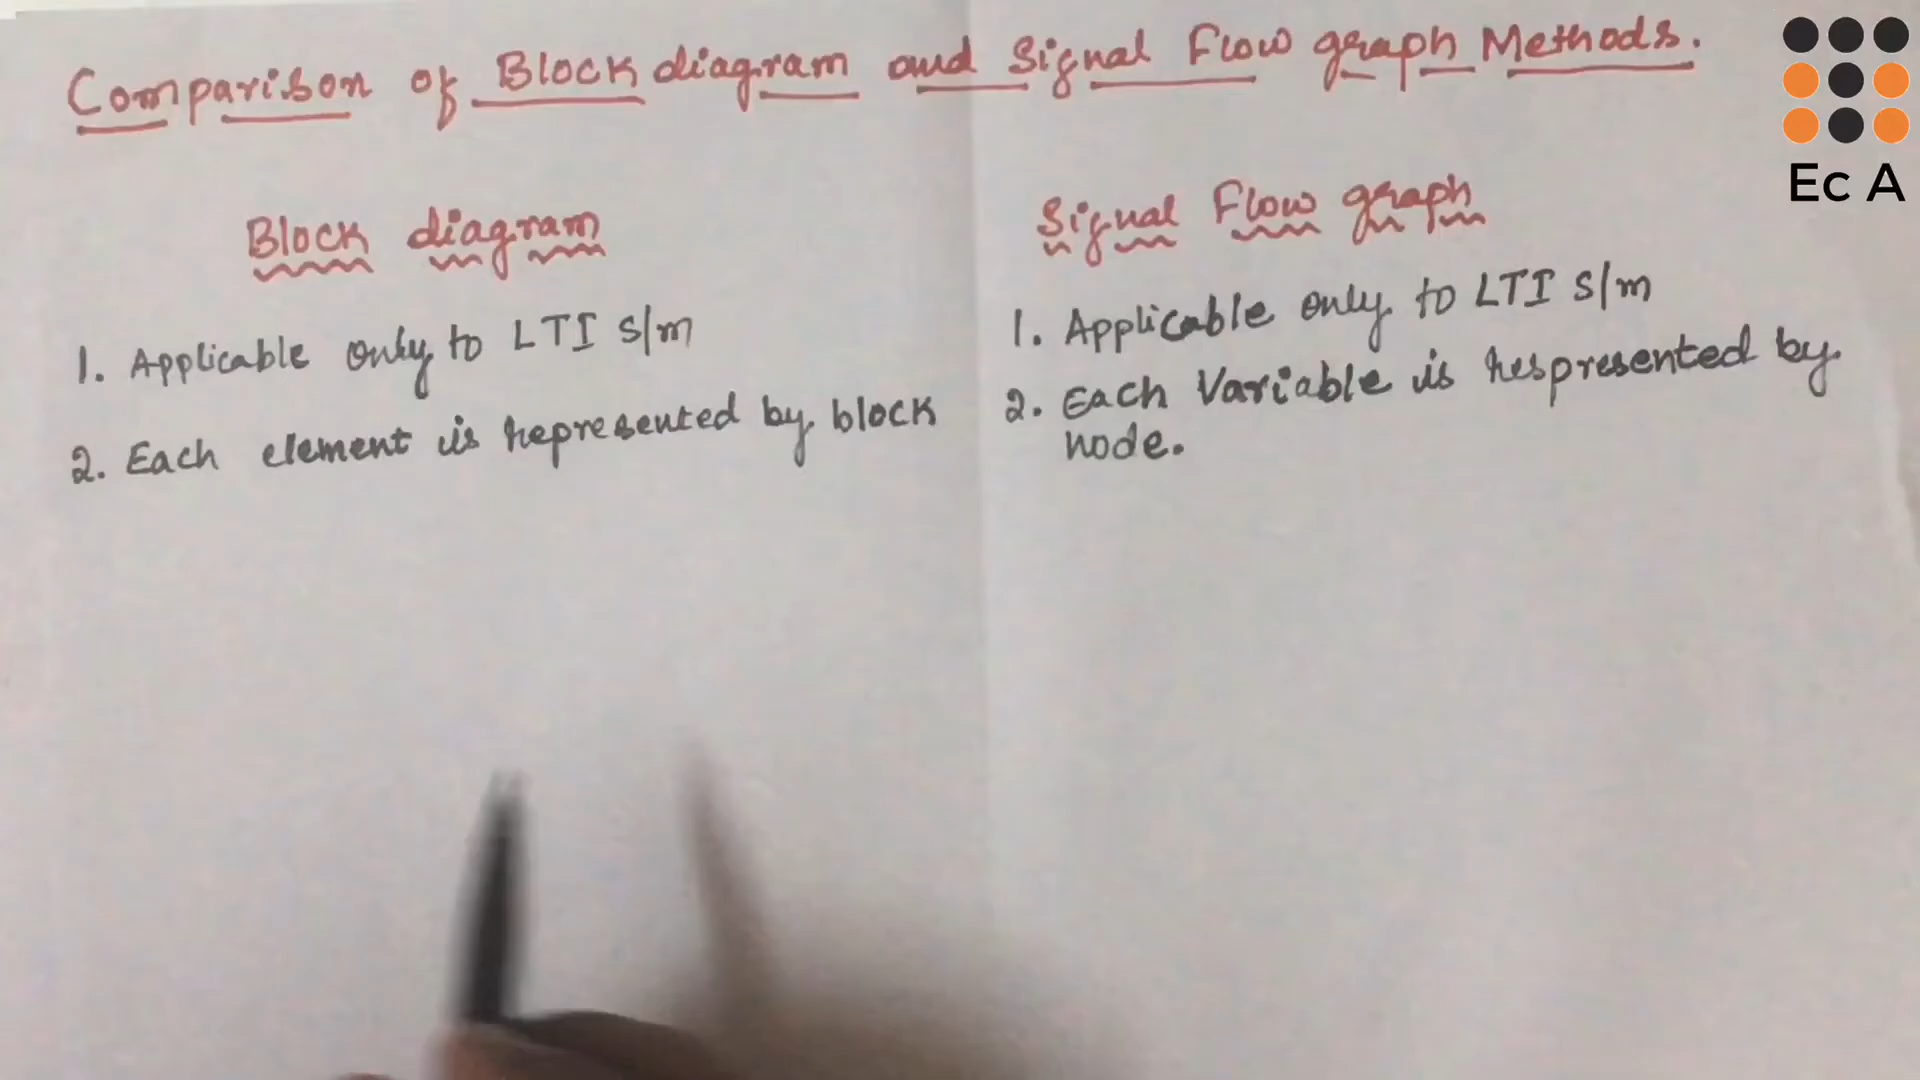 Comparison of Block diagram and Signal Flow graph Methods.
Ec A
Block diagram
1. Applicable only to LTI s/m
2. Each element is represented by block
Signal Flow graph
1. Applicable only to LTI s/m
2. Each Variable is respresented by
node.